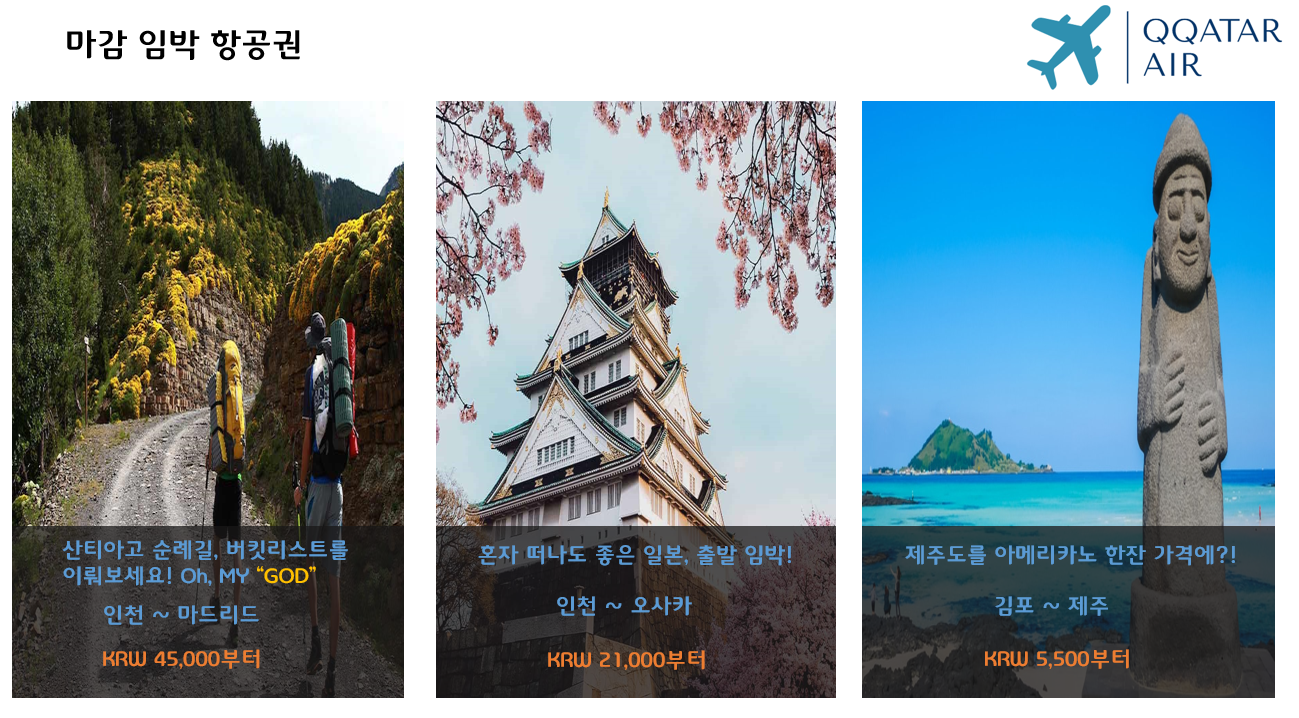 마감 임박 항공권
QQATAR
AIR
산티아고 순례길, 버킷리스트를
이뤄보세요! Oh, MY “GOD”
인천 ~ 마드리드
KRW 45,000부터
혼자 떠나도 좋은 일본, 출발 임박!
인천 ~ 오사카
KRW 21,000부터
제주도를 아메리카노 한잔 가격에?!
김포 ~ 제주
KRW 5,500부터